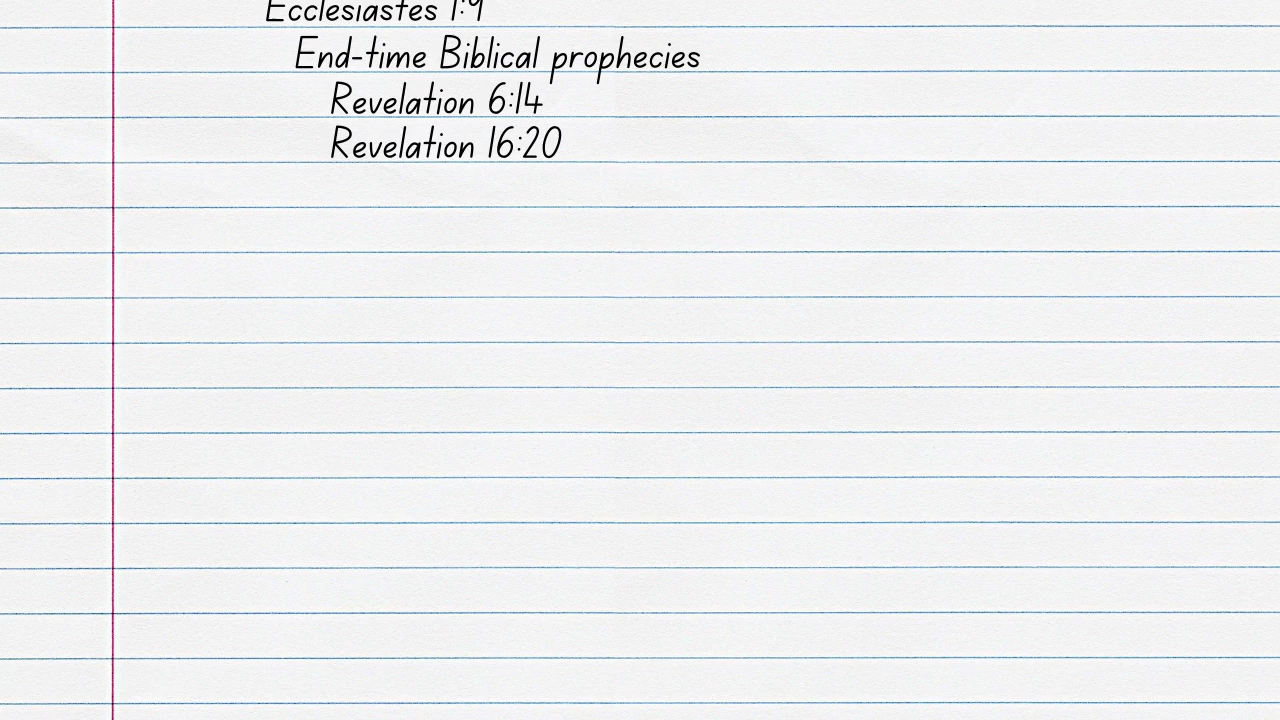 Ecclesiastes 1:9
End-time Biblical prophecies
Revelation 6:14
Revelation 16:20